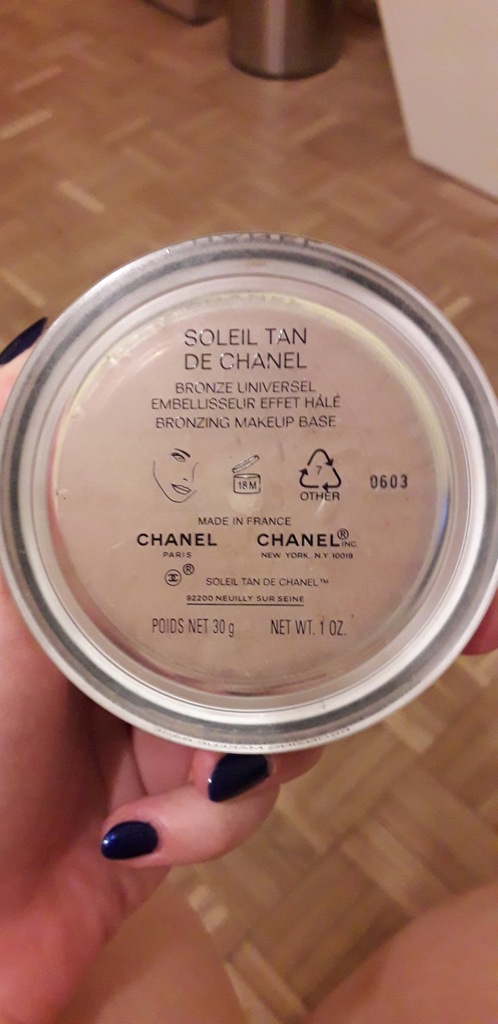 SOLEIL TAN
DE CHANEL
BRONZE UNIVERSEL
EMBELLISSEUR EFFET HÂLÉ
BRONZING MAKEUP BASE
18M
7
OTHER
0603
MADE IN FRANCE
CHANEL CHANEL® INC.
PARIS NEW YORK, N.Y. 10019
® SOLEIL TAN DE CHANEL™
92200 NEUILLY SUR SEINE
POIDS NET 30 g NET WT. 1 OZ.